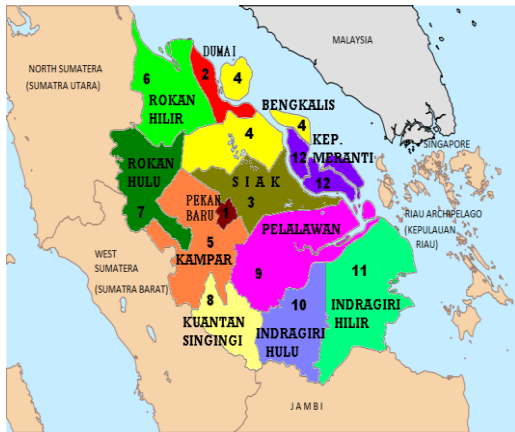 DUMAI
MALAYSIA
NORTH SUMATERA
(SUMATRA UTARA)
6
2
4
ROKAN
HILIR
BENGKALIS
4
4
KEP.
MERANTI
SINGAPORE
12
12
ROKAN
HULU
7
S I A K
3
PEKAN
BARU
1
RIAU ARCHIPELAGO
(KEPULAUAN
RIAU)
PELALAWAN
9
WEST
SUMATERA
(SUMATRA BARAT)
5
KAMPAR
8
KUANTAN
SINGINGI
10
INDRAGIRI
HULU
11
INDRAGIRI
HILIR
JAMBI